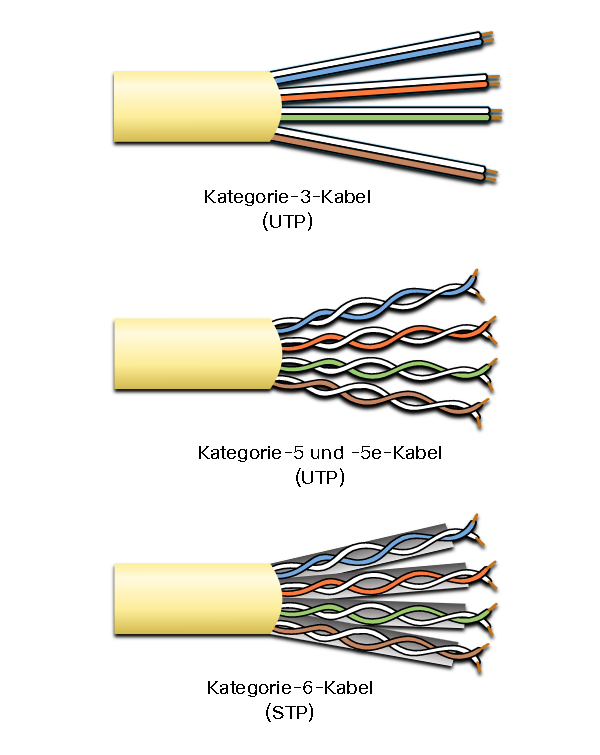 Kategorie-3-Kabel
(UTP)
Kategorie-5 und -5e-Kabel
(UTP)
Kategorie-6-Kabel
(STP)